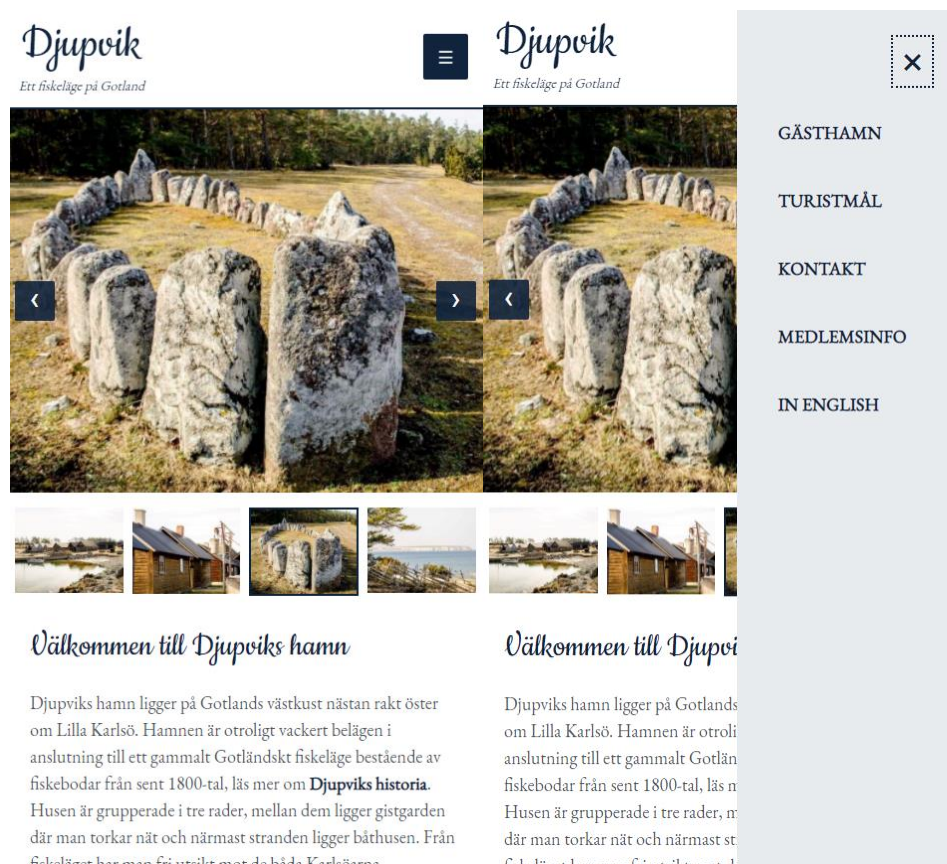 Djupvik
☰
Ett fiskeläge på Gotland
❮
❯
Välkommen till Djupviks hamn
Djupviks hamn ligger på Gotlands västkust nästan rakt öster
om Lilla Karlsö. Hamnen är otroligt vackert belägen i
anslutning till ett gammalt Gotländskt fiskeläge bestående av
fiskebodar från sent 1800-tal, läs mer om Djupviks historia.
Husen är grupperade i tre rader, mellan dem ligger gistgarden
där man torkar nät och närmast stranden ligger båthusen. Från
Djupvik
Ett fiskeläge på Gotland
❮
Välkommen till Djupvi
Djupviks hamn ligger på Gotlands
om Lilla Karlsö. Hamnen är otroli
anslutning till ett gammalt Gotlän
fiskebodar från sent 1800-tal, läs m
Husen är grupperade i tre rader, m
där man torkar nät och närmast st
×
GÄSTHAMN
TURISTMÅL
KONTAKT
MEDLEMSINFO
IN ENGLISH